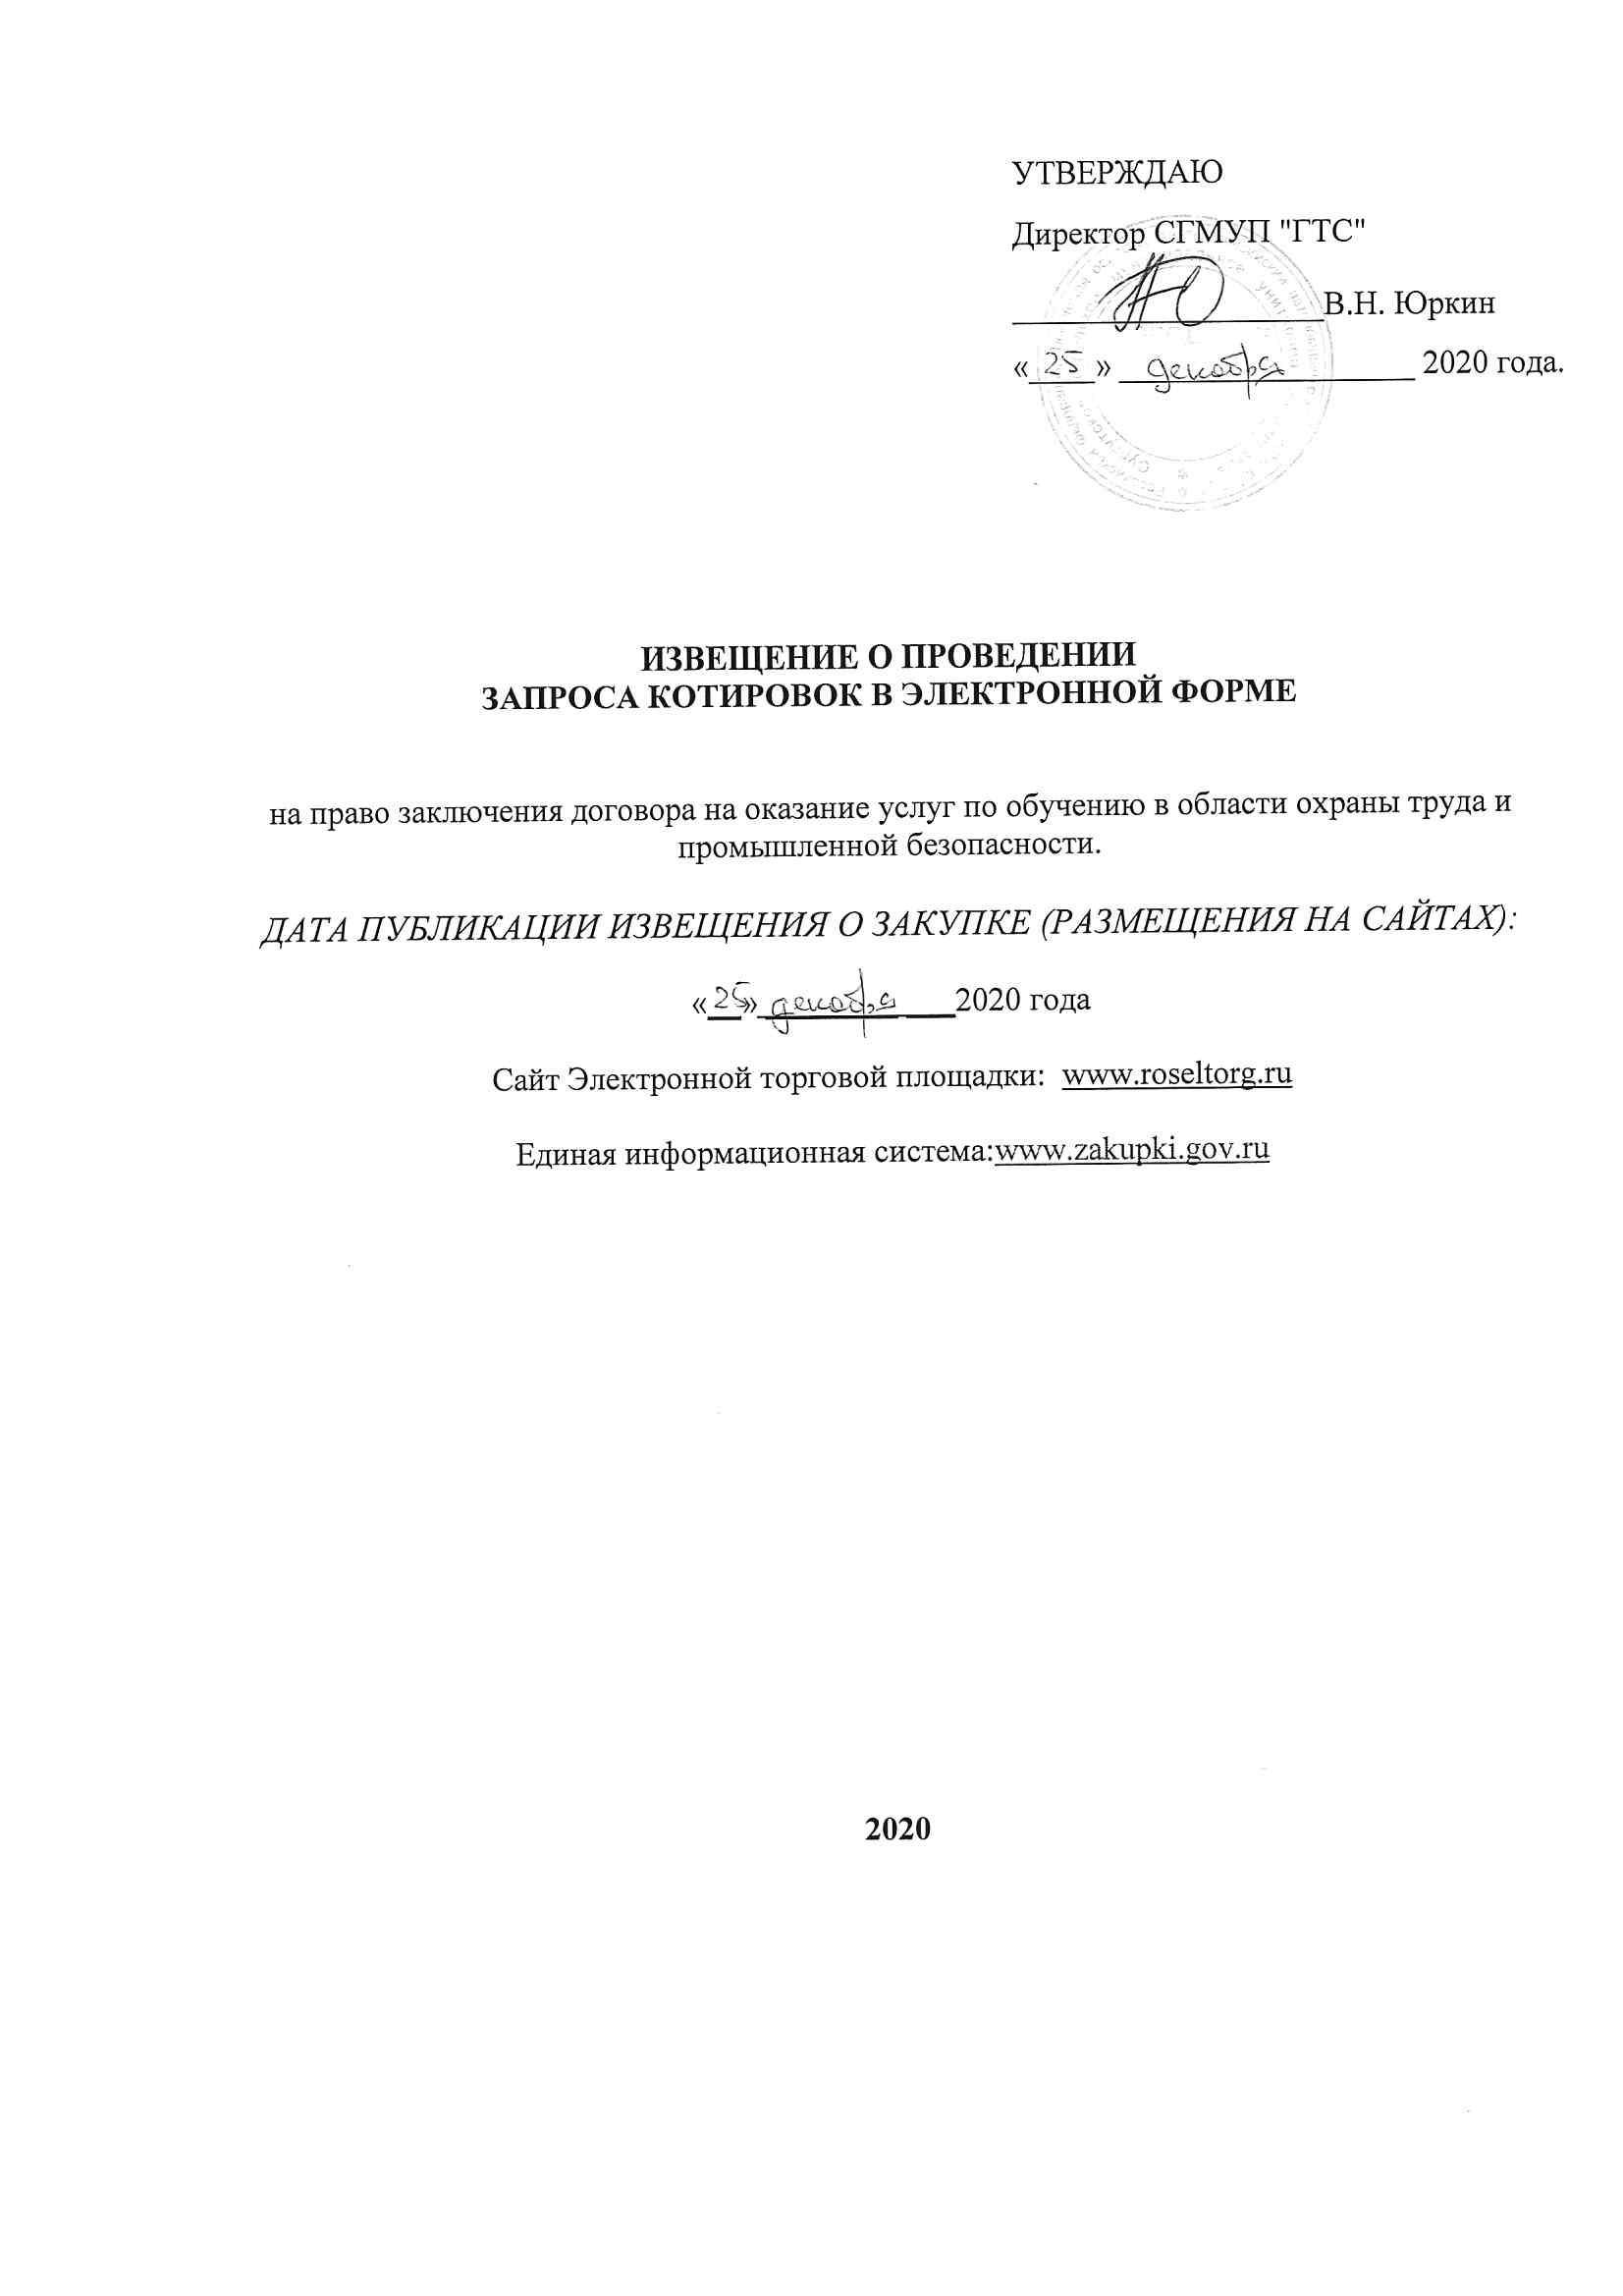 УТВЕРЖДАЮ
Директор СГМУП "ГТС"
В.Н. Юркин
«25» декабря 2020 года.
ИЗВЕЩЕНИЕ О ПРОВЕДЕНИИ
ЗАПРОСА КОТИРОВОК В ЭЛЕКТРОННОЙ ФОРМЕ
на право заключения договора на оказание услуг по обучению в области охраны труда и
промышленной безопасности.
ДАТА ПУБЛИКАЦИИ ИЗВЕЩЕНИЯ О ЗАКУПКЕ (РАЗМЕЩЕНИЯ НА САЙТАХ):
«25» декабря 2020 года
Сайт Электронной торговой площадки: www.roseltorg.ru
Единая информационная система:www.zakupki.gov.ru
2020